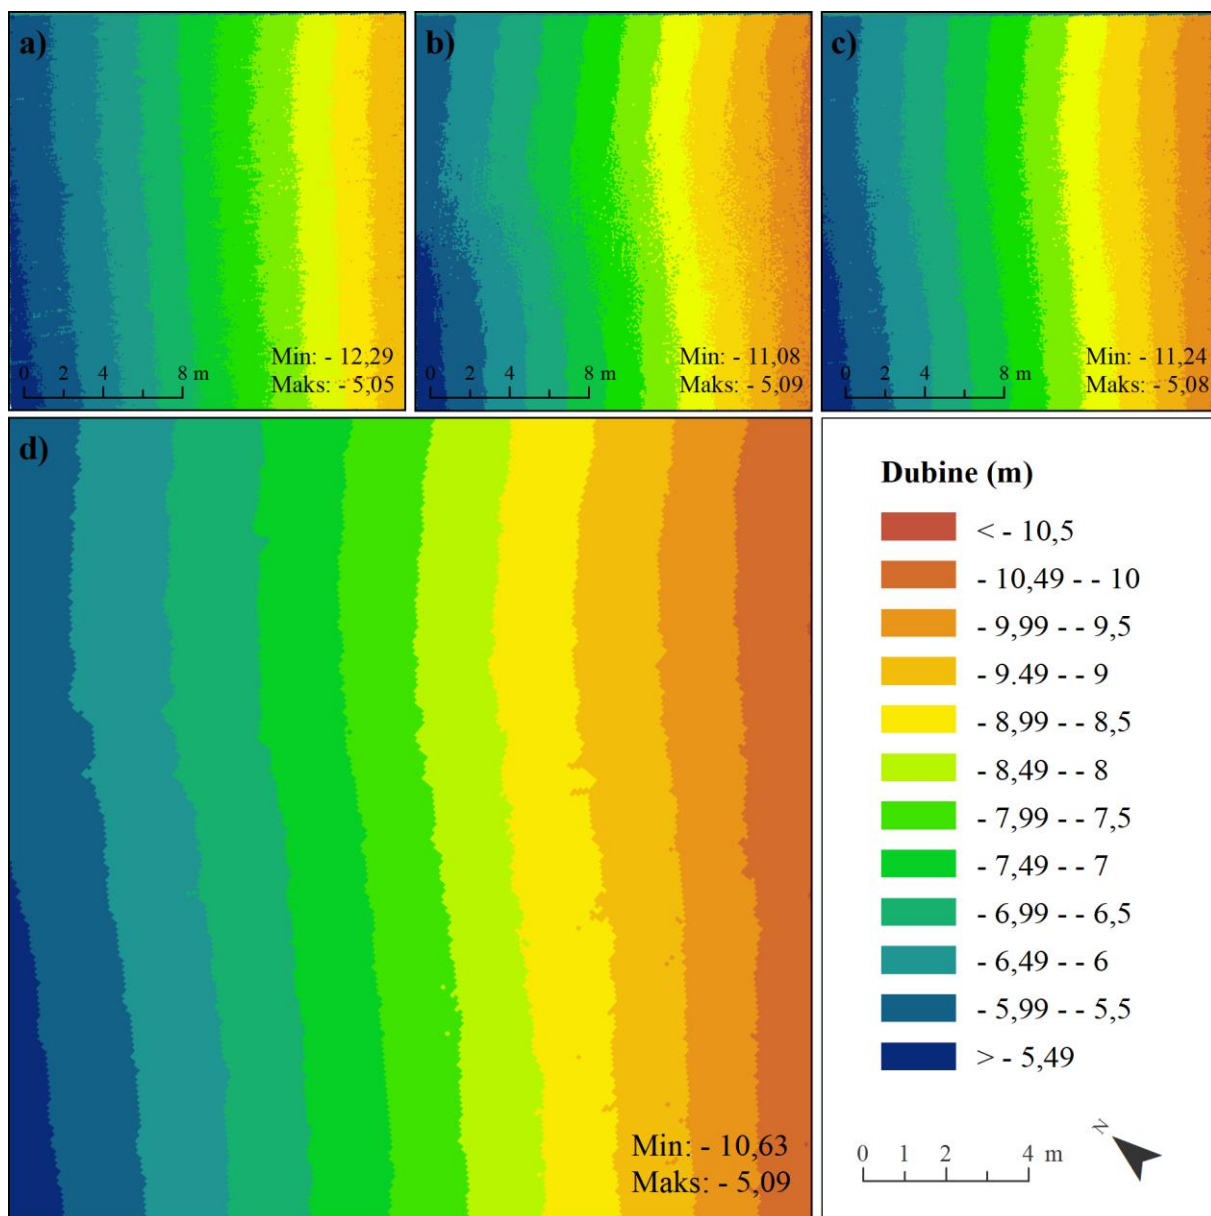 a)
0 2 4 8 m
Min: - 12,29
Maks: - 5,05
b)
0 4 8 m
Min: - 11,08
Maks: - 5,09
c)
0 2 4 8 m
Min: - 11,24
Maks: - 5,08
d)
Min: - 10,63
Maks: - 5,09
Dubine (m)
< - 10,5
- 10,49 - - 10
- 9,99 - - 9,5
- 9.49 - - 9
- 8,99 - - 8,5
- 8,49 - - 8
- 7,99 - - 7,5
- 7,49 - - 7
- 6,99 - - 6,5
- 6,49 - - 6
- 5,99 - - 5,5
> - 5,49
0 1 2 4 m
N